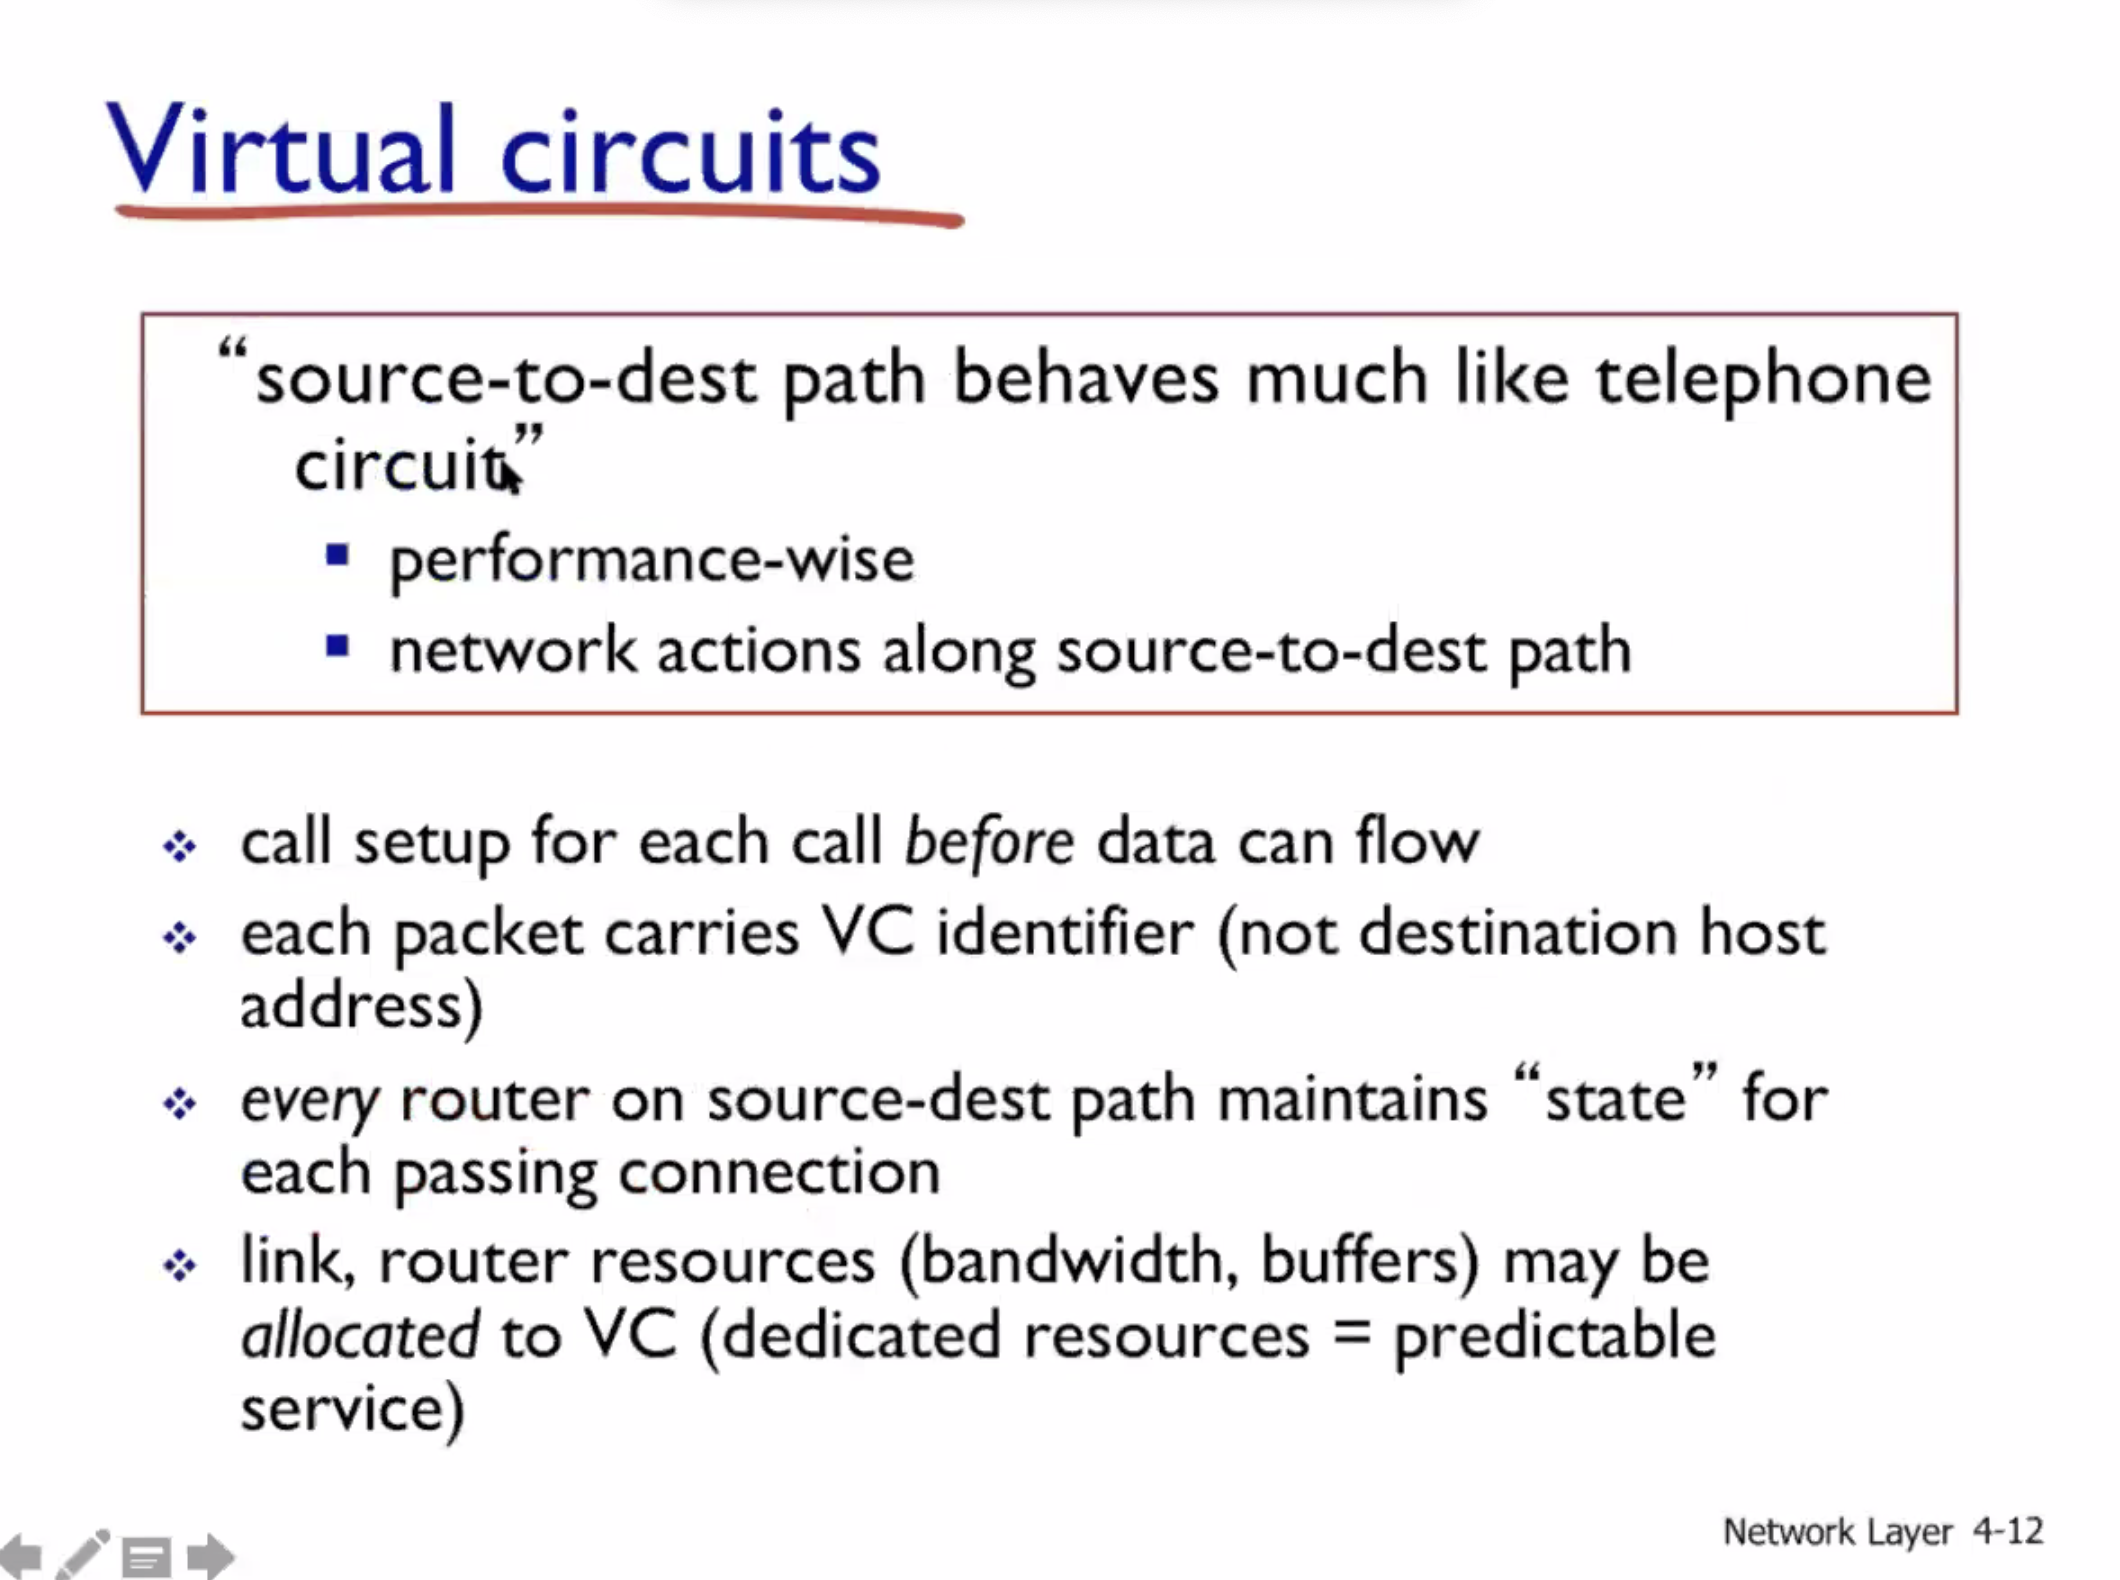 Virtual circuits
“source-to-dest path behaves much like telephone
circuit”
▪ performance-wise
▪ network actions along source-to-dest path
❖ call setup for each call before data can flow
❖ each packet carries VC identifier (not destination host
address)
❖ every router on source-dest path maintains “state” for
each passing connection
❖ link, router resources (bandwidth, buffers) may be
allocated to VC (dedicated resources = predictable
service)
Network Layer 4-12